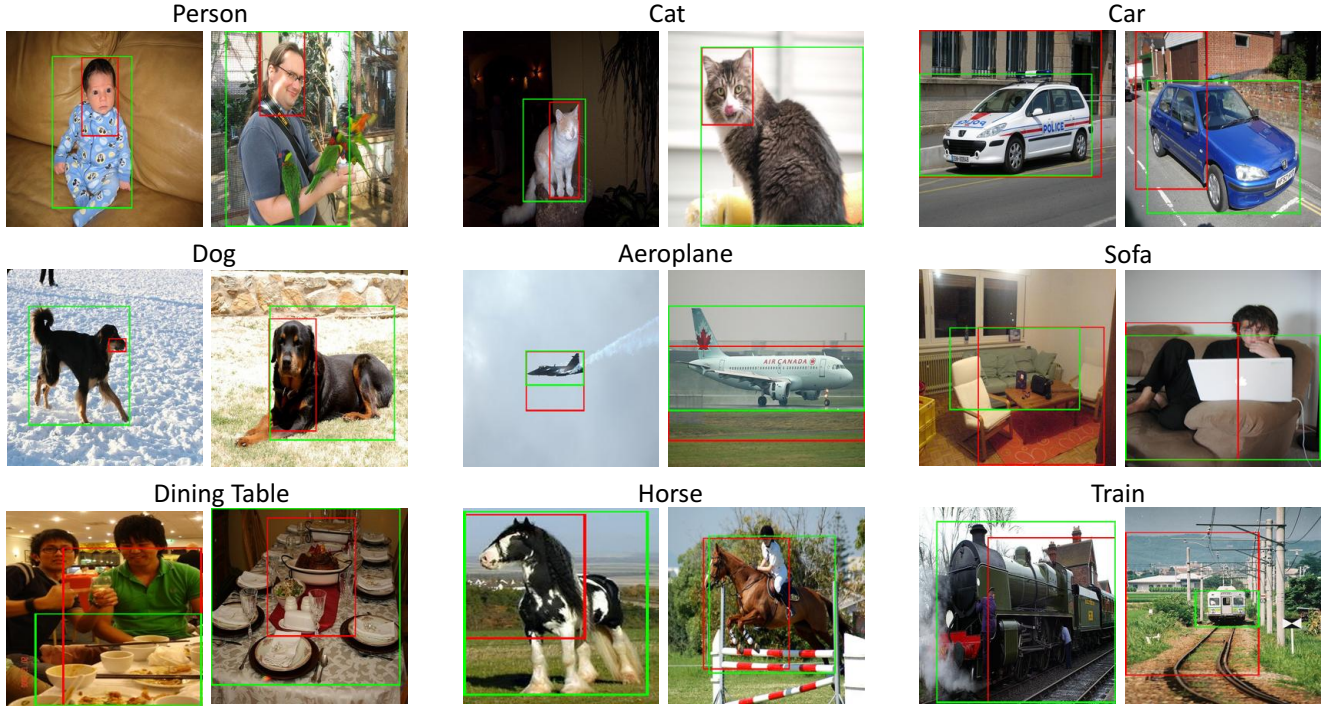 Person
Cat
Car
POLICE
Dog
Aeroplane
Sofa
AIR CANADA
Dining Table
Horse
Train